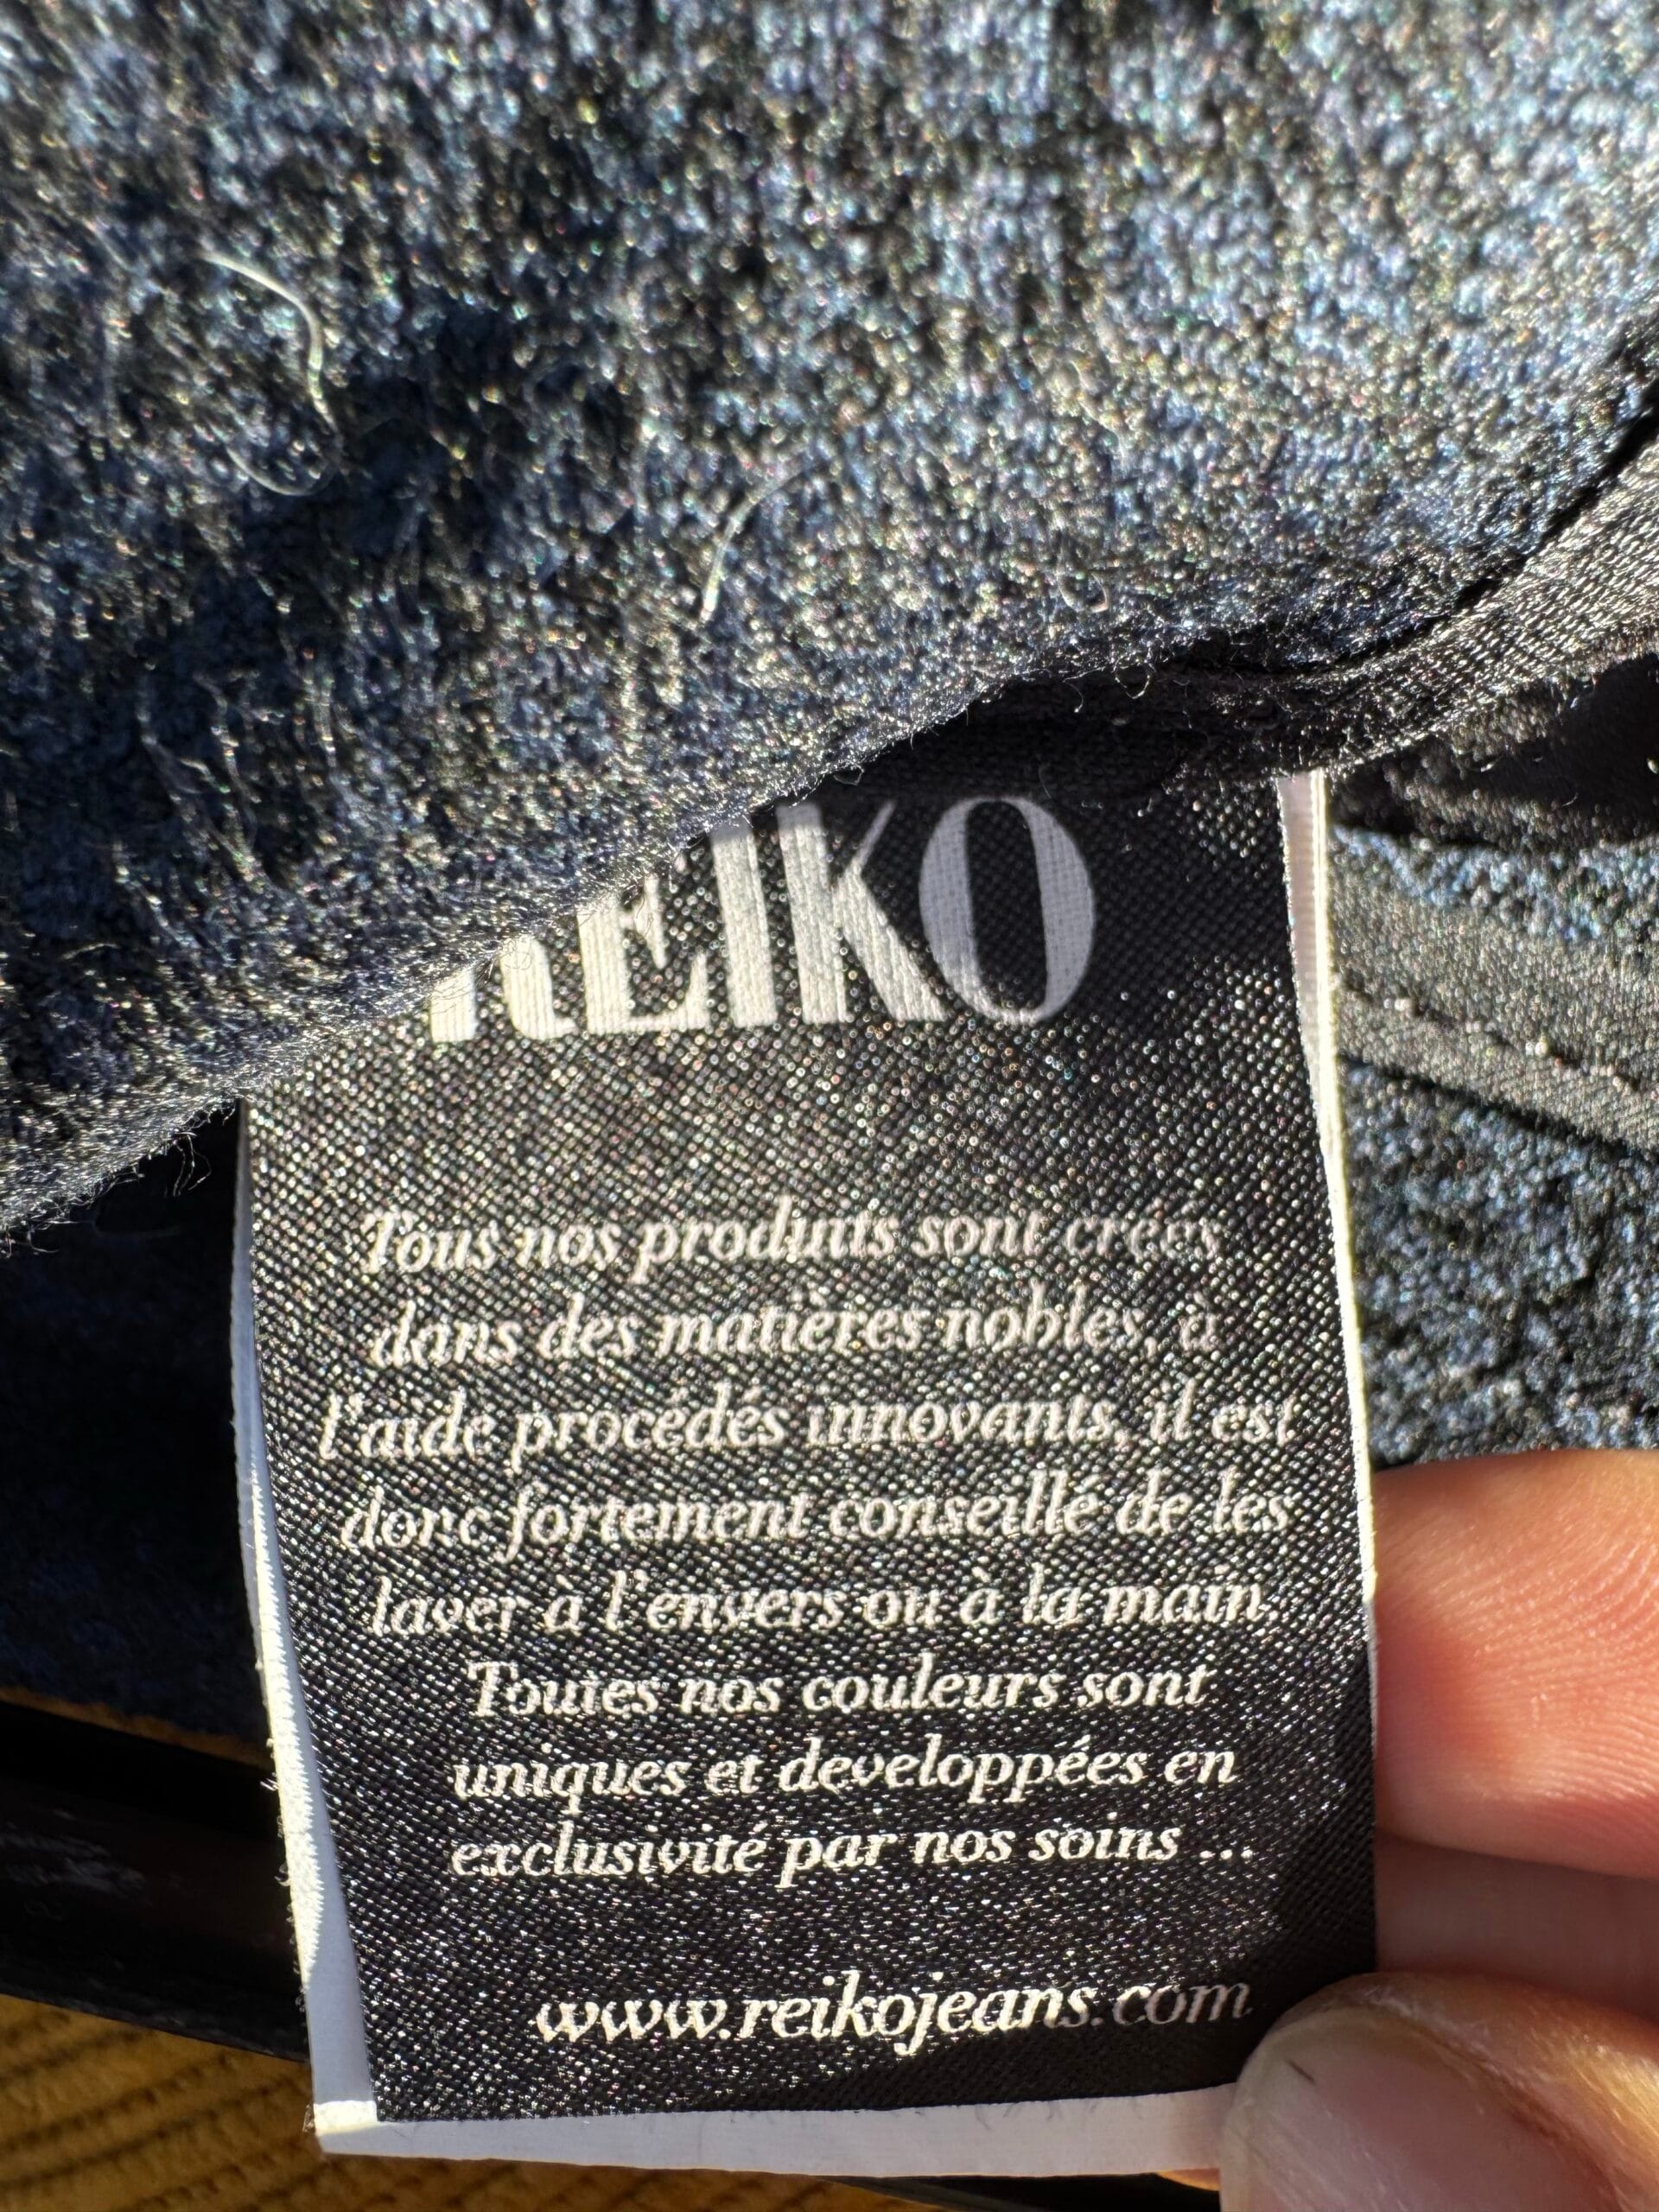 REIKO
Tous nos produits sont créés
dans des matières nobles, à
l'aide procédés innovants, il est
donc fortement conseillé de les
laver à l'envers ou à la main.
Toutes nos couleurs sont
uniques et developpées en
exclusivité par nos soins ...
www.reikojeans.com